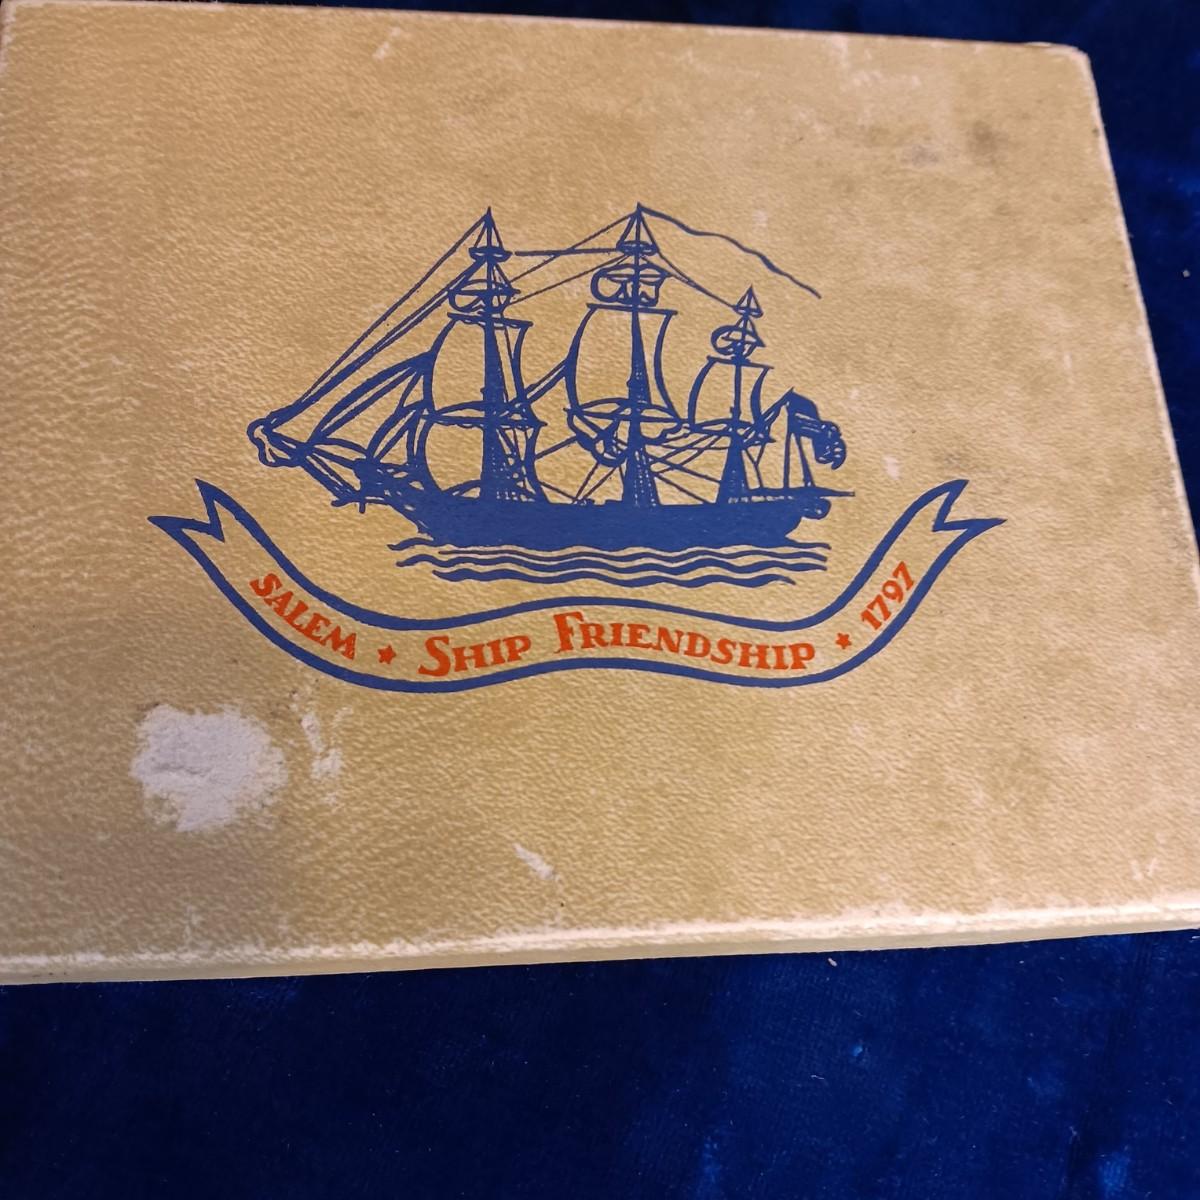 SALEM ★ SHIP FRIENDSHIP ★ 1797